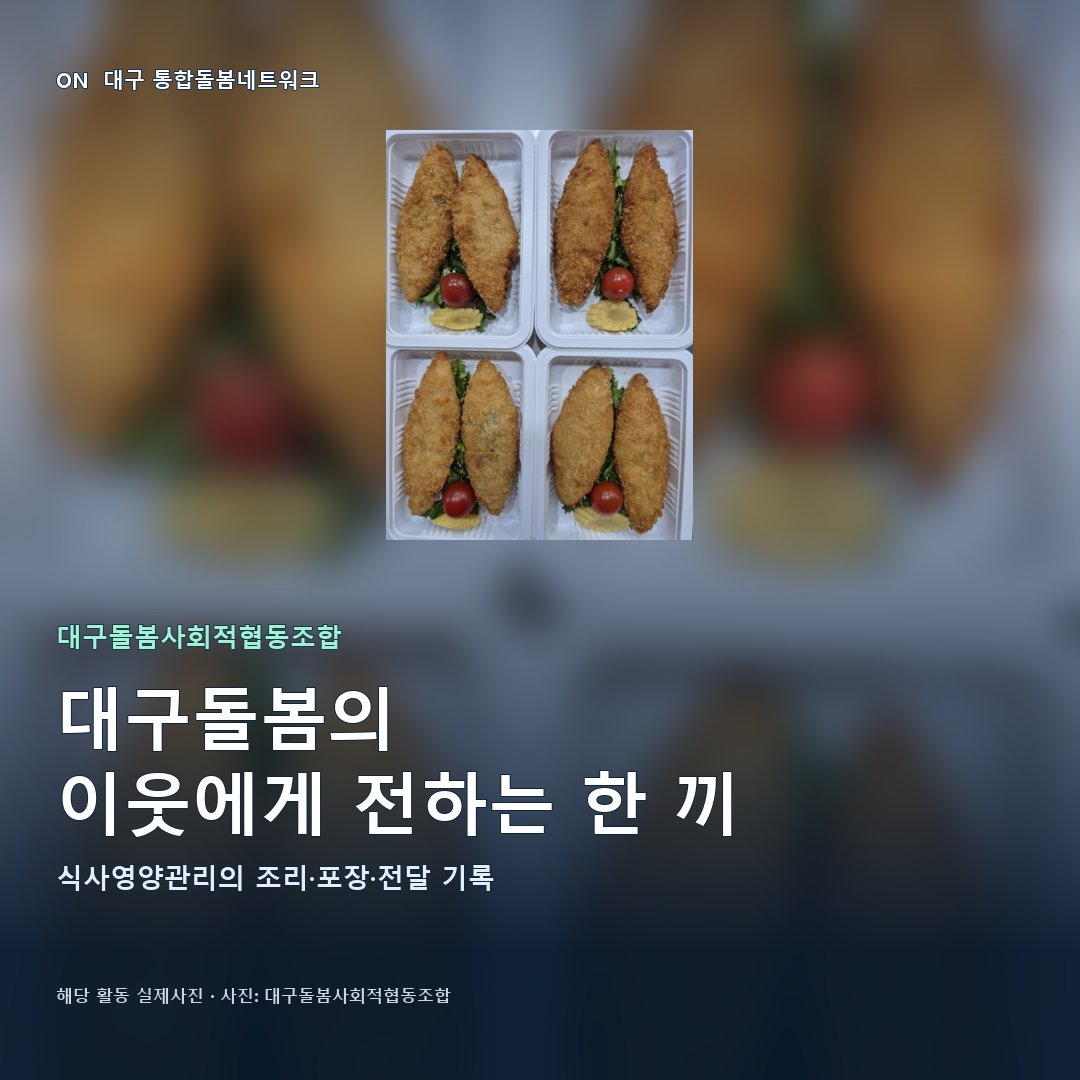 ON 대구 통합돌봄네트워크
대구돌봄사회적협동조합
대구돌봄의
이웃에게 전하는 한 끼
식사영양관리의 조리·포장·전달 기록
해당 활동 실제사진 · 사진: 대구돌봄사회적협동조합